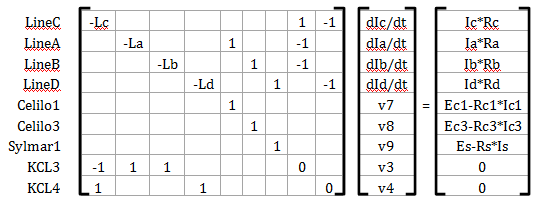 LineC -Lc 1 -1 dIc/dt Ic*Rc
LineA -La 1 -1 dIa/dt Ia*Ra
LineB -Lb 1 -1 dIb/dt Ib*Rb
LineD -Ld 1 -1 dId/dt Id*Rd
Celilo1 1 v7 = Ec1-Rc1*Ic1
Celilo3 1 v8 Ec3-Rc3*Ic3
Sylmar1 1 v9 Es-Rs*Is
KCL3 -1 1 1 0 v3 0
KCL4 1 1 0 v4 0